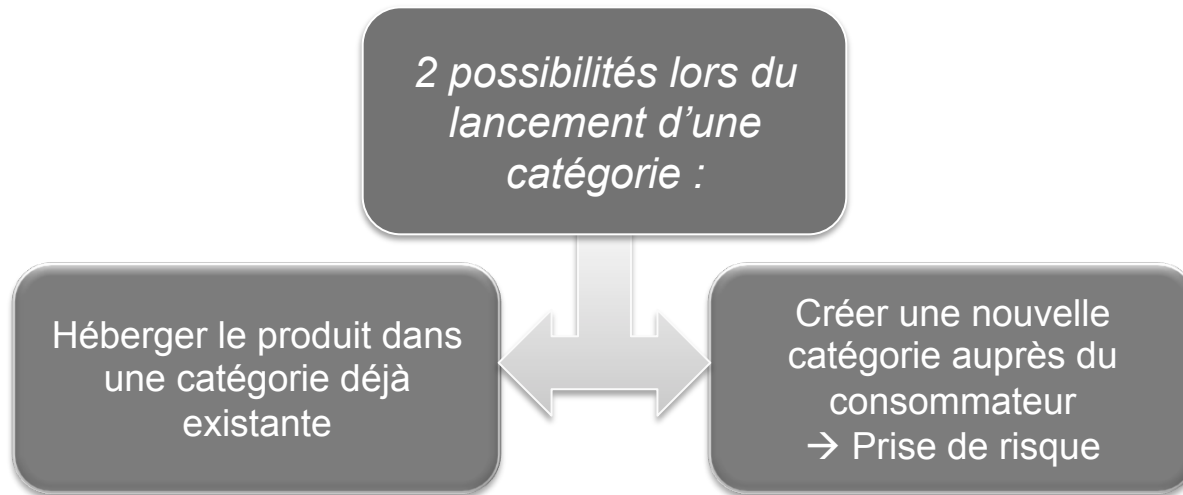 2 possibilités lors du
lancement d’une
catégorie :
Héberger le produit dans
une catégorie déjà
existante
Créer une nouvelle
catégorie auprès du
consommateur
→ Prise de risque